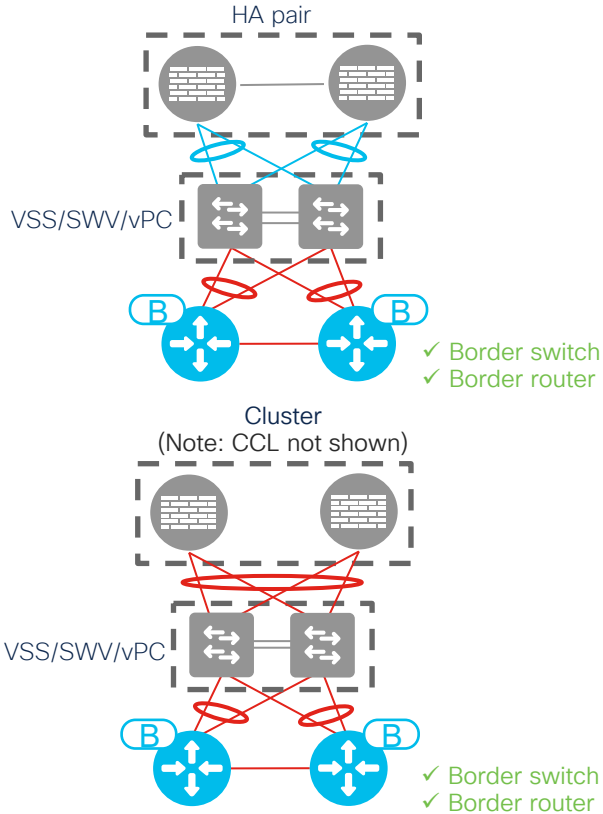 HA pair
VSS/SWV/vPC
B
B
✓ Border switch
✓ Border router
Cluster
(Note: CCL not shown)
VSS/SWV/vPC
B
B
✓ Border switch
✓ Border router